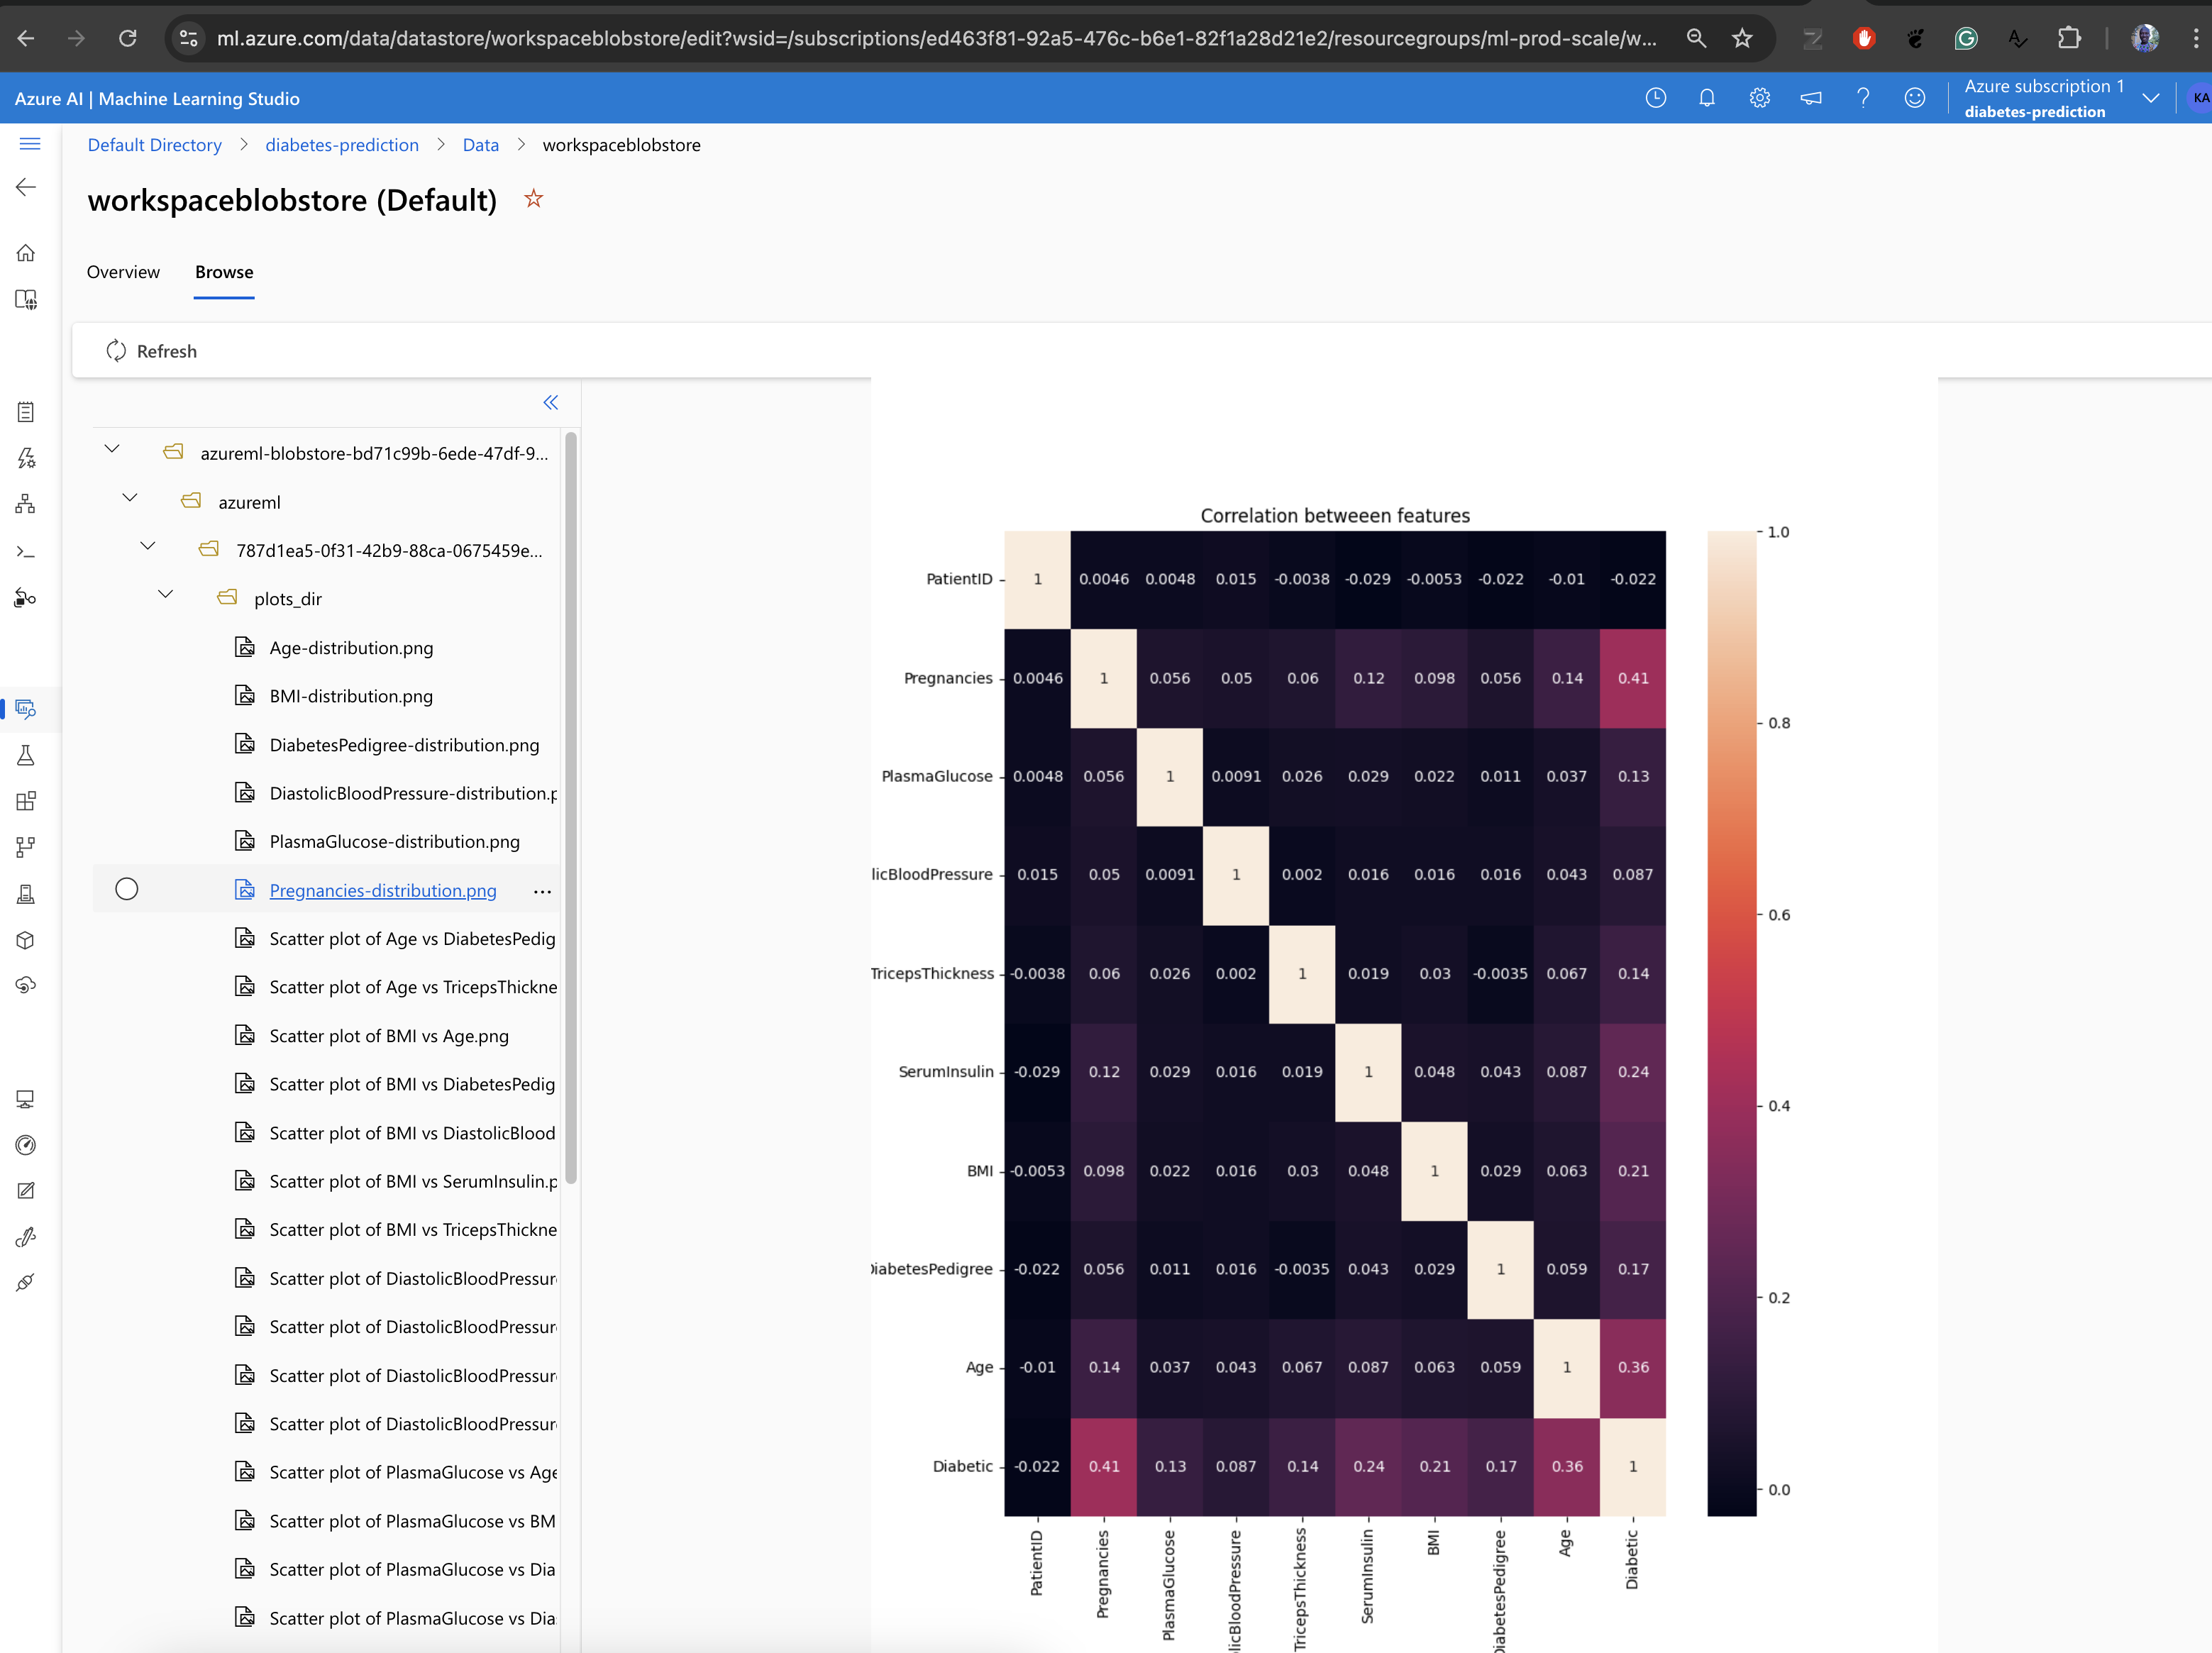 ml.azure.com/data/datastore/workspaceblobstore/edit?wsid=/subscriptions/ed463f81-92a5-476c-b6e1-82f1a28d21e2/resourcegroups/ml-prod-scale/w...
Azure AI | Machine Learning Studio
Azure subscription 1
diabetes-prediction
KA
Default Directory > diabetes-prediction > Data > workspaceblobstore
workspaceblobstore (Default)
Overview Browse
Refresh
azureml-blobstore-bd71c99b-6ede-47df-9...
azureml
787d1ea5-0f31-42b9-88ca-0675459e...
plots_dir
Age-distribution.png
BMI-distribution.png
DiabetesPedigree-distribution.png
DiastolicBloodPressure-distribution.p
PlasmaGlucose-distribution.png
Pregnancies-distribution.png ...
Scatter plot of Age vs DiabetesPedig
Scatter plot of Age vs TricepsThickne
Scatter plot of BMI vs Age.png
Scatter plot of BMI vs DiabetesPedig
Scatter plot of BMI vs DiastolicBlood
Scatter plot of BMI vs SerumInsulin.p
Scatter plot of BMI vs TricepsThickne
Scatter plot of DiastolicBloodPressur
Scatter plot of DiastolicBloodPressur
Scatter plot of DiastolicBloodPressur
Scatter plot of DiastolicBloodPressur
Scatter plot of PlasmaGlucose vs Age
Scatter plot of PlasmaGlucose vs BM
Scatter plot of PlasmaGlucose vs Dia
Scatter plot of PlasmaGlucose vs Dia
Correlation betweeen features
PatientID 1 0.0046 0.0048 0.015 -0.0038 -0.029 -0.0053 -0.022 -0.01 -0.022
Pregnancies 0.0046 1 0.056 0.05 0.06 0.12 0.098 0.056 0.14 0.41
PlasmaGlucose 0.0048 0.056 1 0.0091 0.026 0.029 0.022 0.011 0.037 0.13
licBloodPressure 0.015 0.05 0.0091 1 0.002 0.016 0.016 0.016 0.043 0.087
TricepsThickness -0.0038 0.06 0.026 0.002 1 0.019 0.03 -0.0035 0.067 0.14
SerumInsulin -0.029 0.12 0.029 0.016 0.019 1 0.048 0.043 0.087 0.24
BMI -0.0053 0.098 0.022 0.016 0.03 0.048 1 0.029 0.063 0.21
DiabetesPedigree -0.022 0.056 0.011 0.016 -0.0035 0.043 0.029 1 0.059 0.17
Age -0.01 0.14 0.037 0.043 0.067 0.087 0.063 0.059 1 0.36
Diabetic -0.022 0.41 0.13 0.087 0.14 0.24 0.21 0.17 0.36 1
PatientID
Pregnancies
PlasmaGlucose
licBloodPressure
TricepsThickness
SerumInsulin
BMI
iabetesPedigree
Age
Diabetic
1.0
0.8
0.6
0.4
0.2
0.0